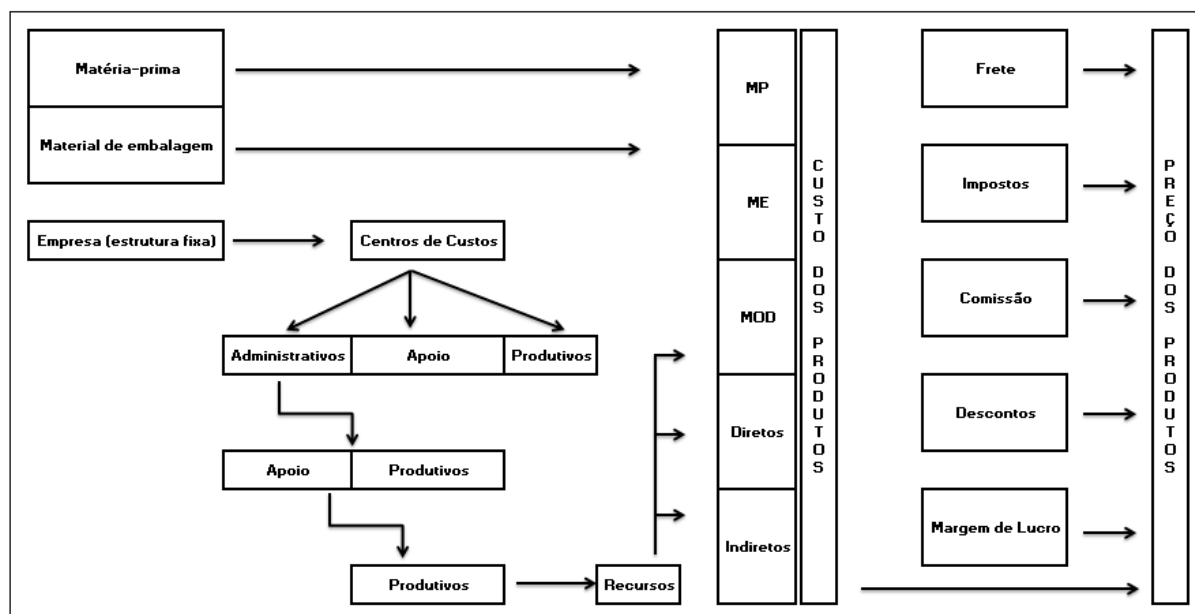 Matéria-prima
Material de embalagem
Empresa (estrutura fixa)
Centros de Custos
Administrativos
Apoio
Produtivos
Apoio
Produtivos
Produtivos
Recursos
MP
ME
MOD
Diretos
Indiretos
CUSTO DOS PRODUTOS
Frete
Impostos
Comissão
Descontos
Margem de Lucro
PREÇO DOS PRODUTOS